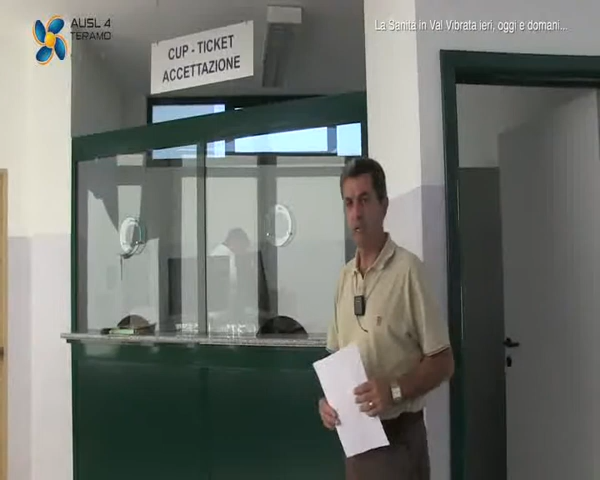 AUSL 4
TERAMO
La Sanità in Val Vibrata ieri, oggi e domani...
CUP - TICKET
ACCETTAZIONE